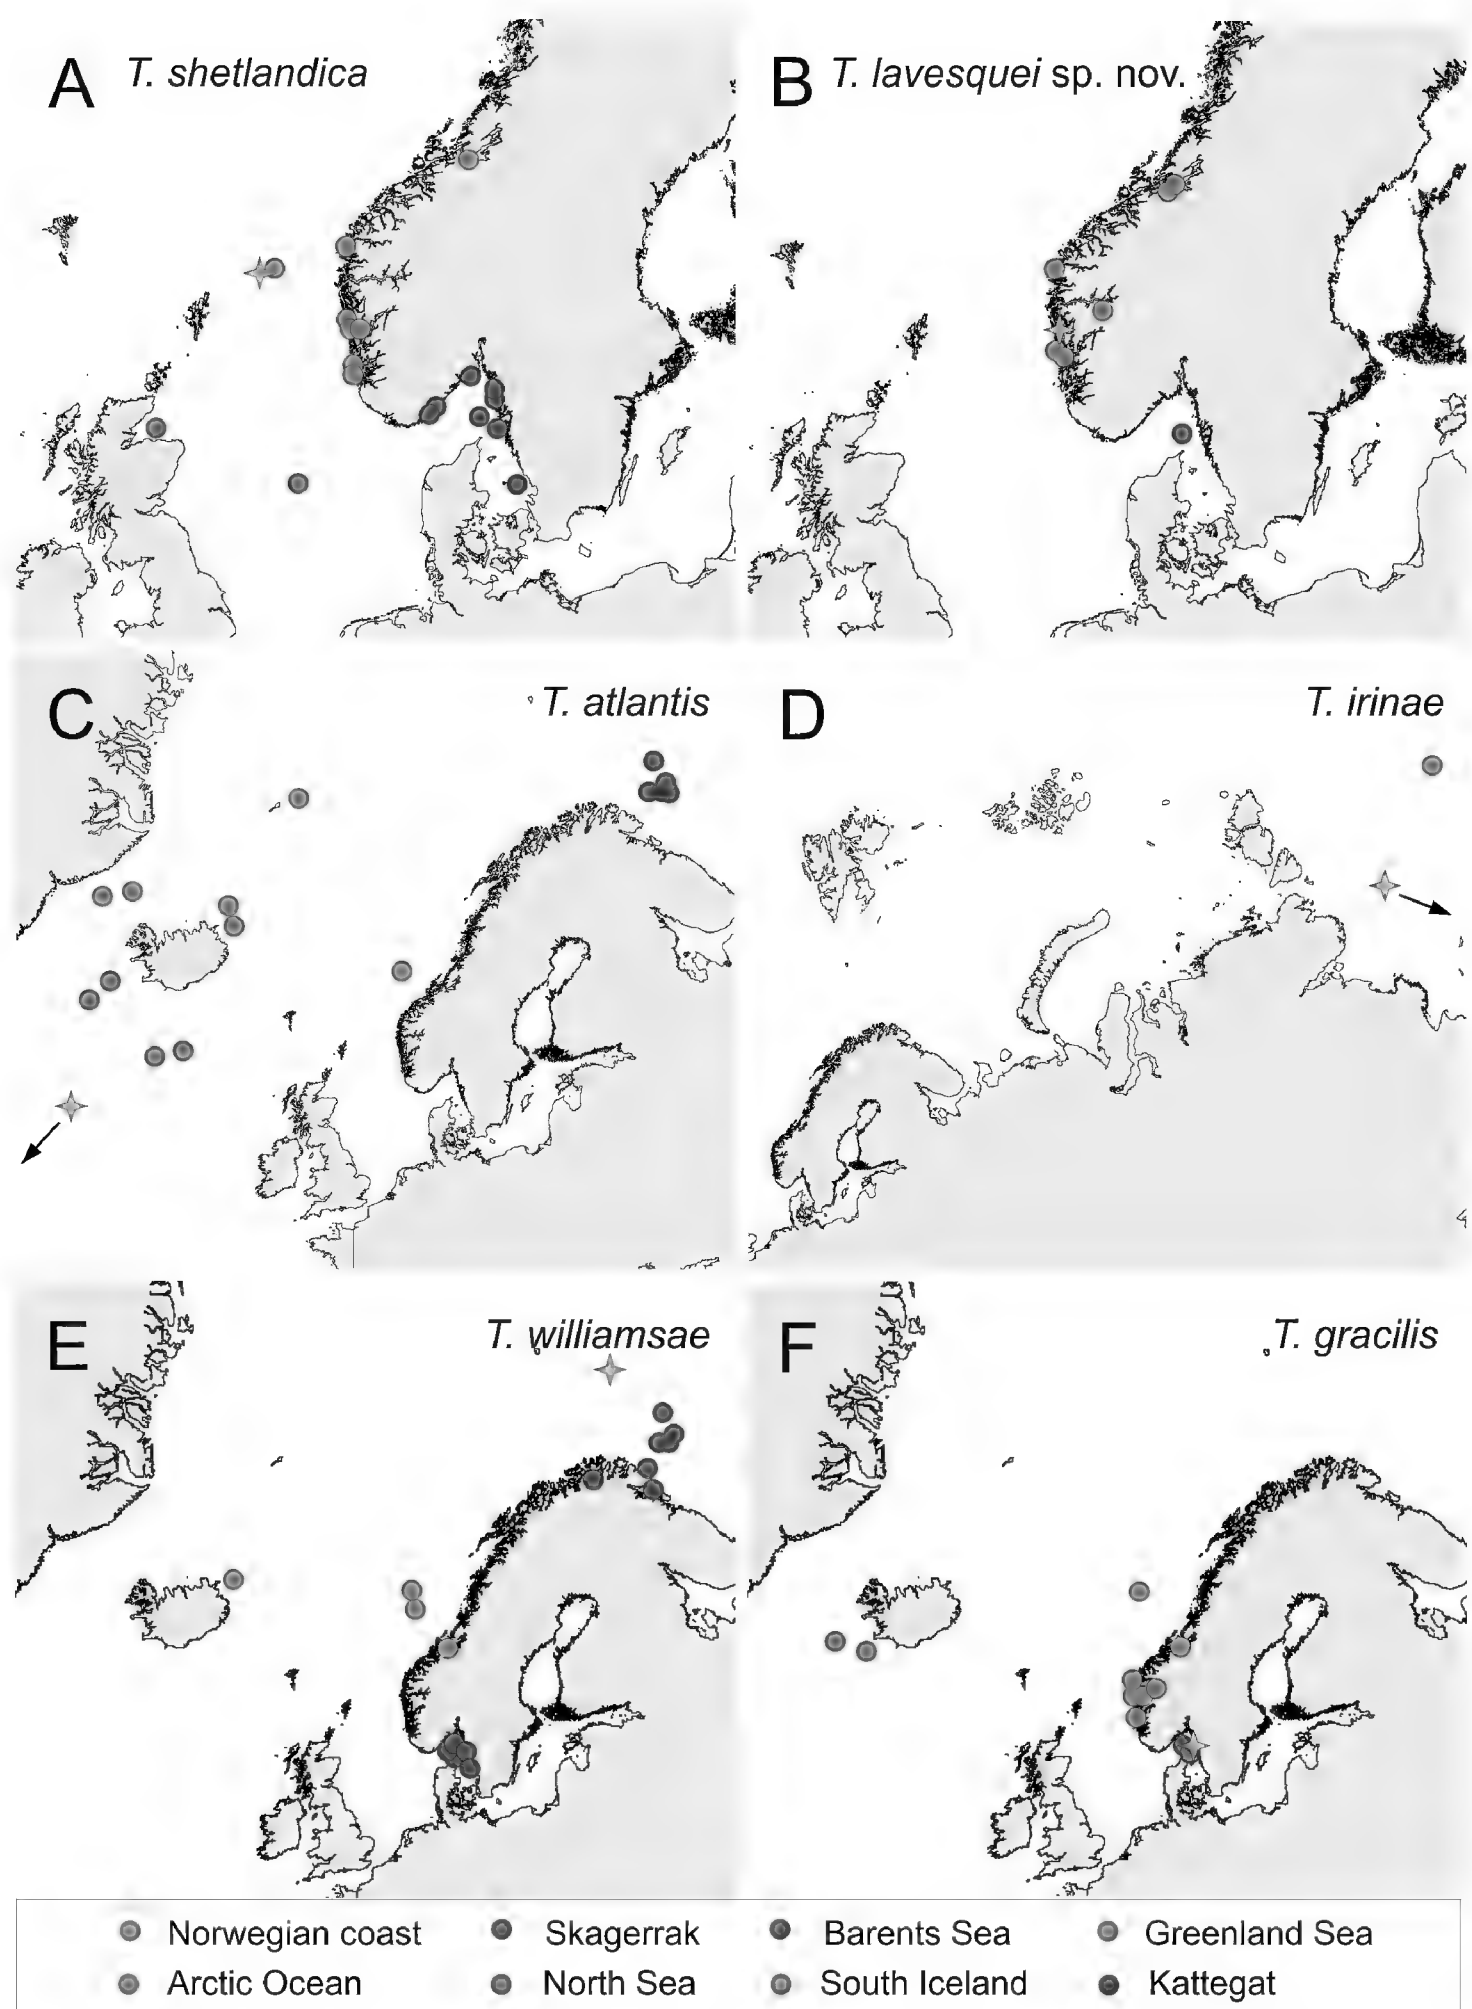 A T. shetlandica
B T. lavesquei sp. nov.
C T. atlantis
D T. irinae
E T. williamsae
F T. gracilis
Norwegian coast Skagerrak Barents Sea Greenland Sea
Arctic Ocean North Sea South Iceland Kattegat